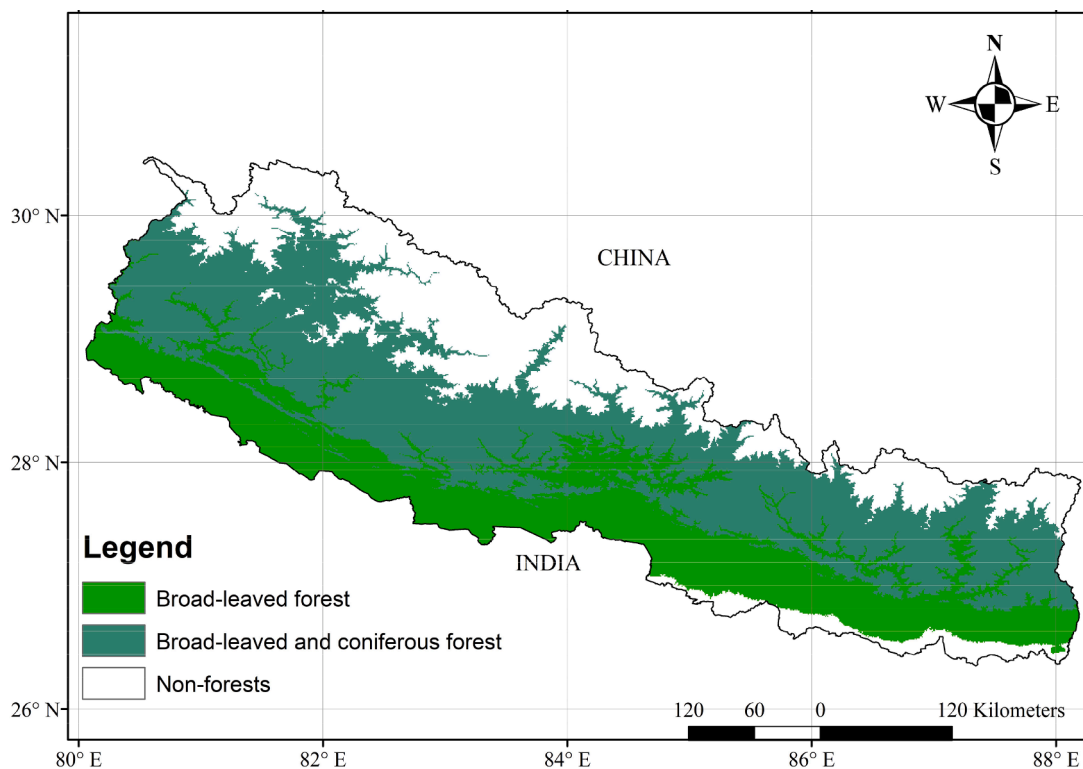 N
W E
S
30° N
CHINA
28° N
INDIA
Legend
Broad-leaved forest
Broad-leaved and coniferous forest
Non-forests
26° N
120 60 0 120 Kilometers
80° E 82° E 84° E 86° E 88° E